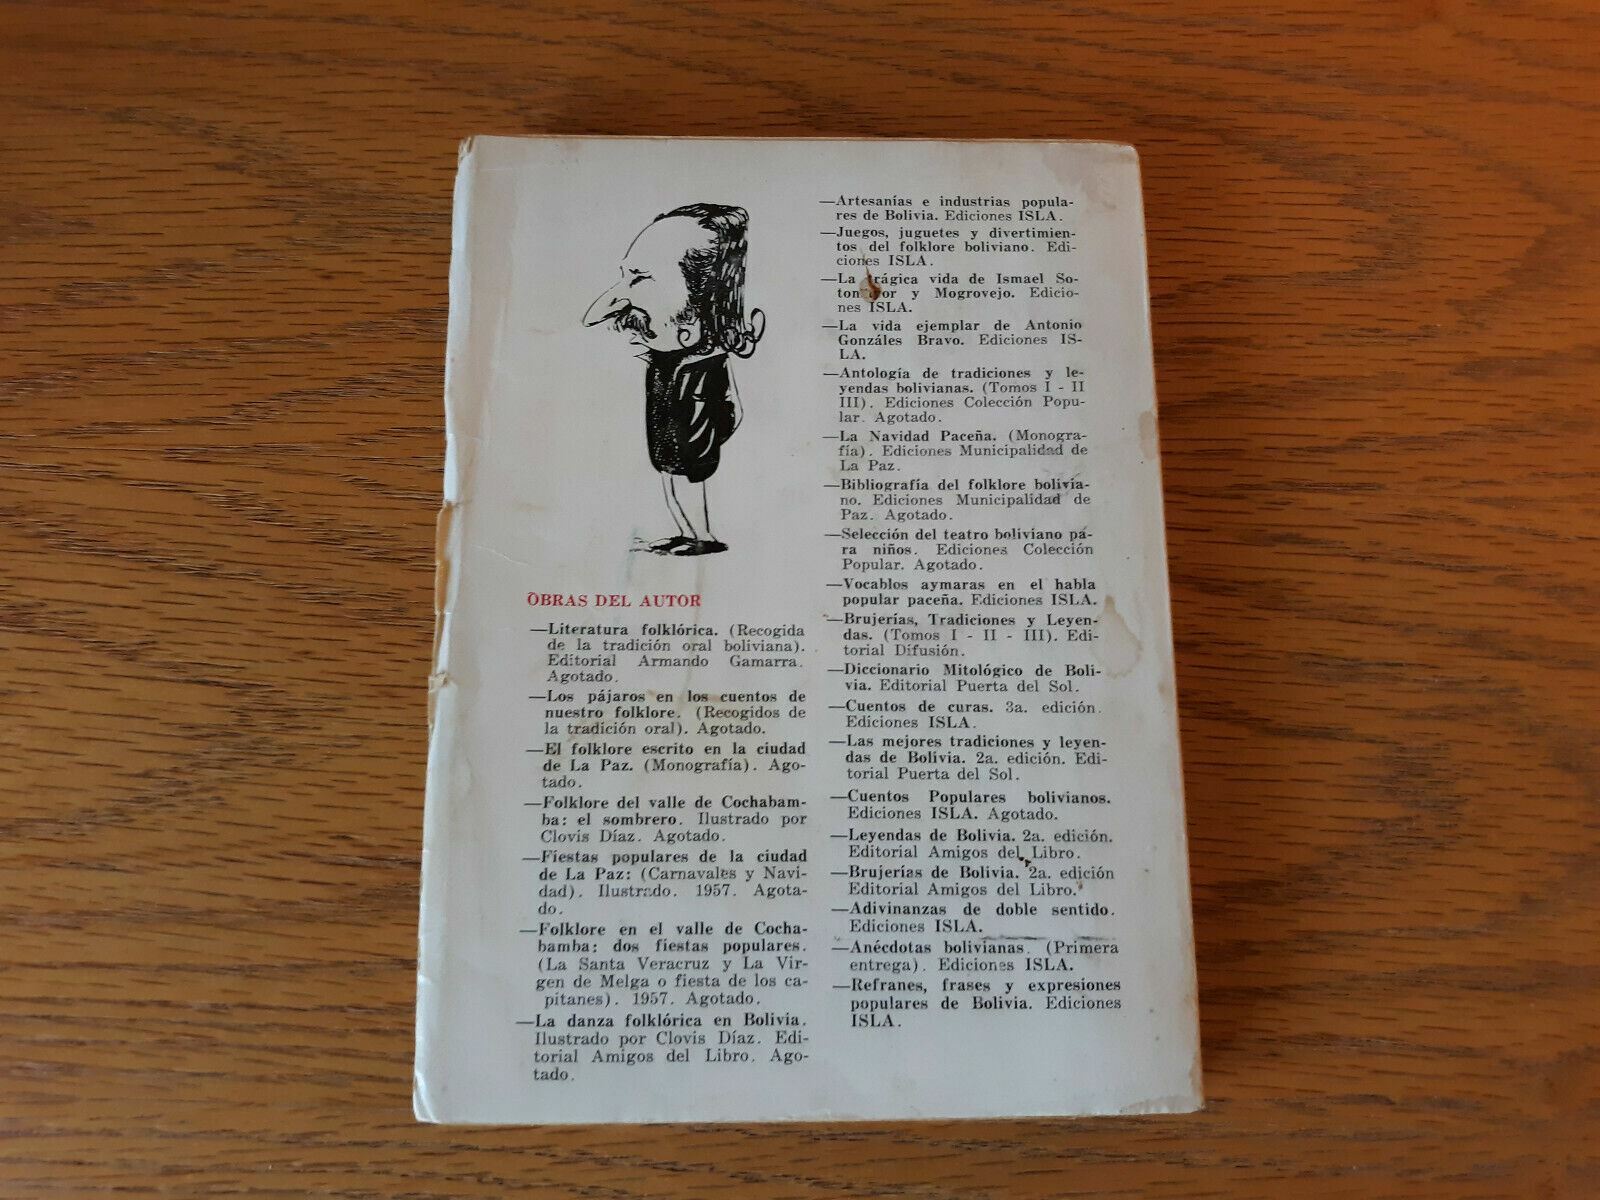 OBRAS DEL AUTOR
—Literatura folklórica. (Recogida
de la tradición oral boliviana).
Editorial Armando Gamarra.
Agotado.
—Los pájaros en los cuentos de
nuestro folklore. (Recogidos de
la tradición oral). Agotado.
—El folklore escrito en la ciudad
de La Paz. (Monografía). Ago-
tado.
—Folklore del valle de Cochabam-
ba: el sombrero. Ilustrado por
Clovis Díaz. Agotado.
—Fiestas populares de la ciudad
de La Paz: (Carnavales y Navi-
dad). Ilustrado. 1957. Agota-
do.
—Folklore en el valle de Cocha-
bamba: dos fiestas populares.
(La Santa Veracruz y La Vir-
gen de Melga o fiesta de los ca-
pitanes). 1957. Agotado.
—La danza folklórica en Bolivia.
Ilustrado por Clovis Díaz. Edi-
torial Amigos del Libro. Ago-
tado.
—Artesanías e industrias popula-
res de Bolivia. Ediciones ISLA.
—Juegos, juguetes y divertimien-
tos del folklore boliviano. Edi-
ciones ISLA.
—La trágica vida de Ismael So-
tomayor y Mogrovejo. Edicio-
nes ISLA.
—La vida ejemplar de Antonio
Gonzáles Bravo. Ediciones IS-
LA.
—Antología de tradiciones y le-
yendas bolivianas. (Tomos I - II
III). Ediciones Colección Popu-
lar. Agotado.
—La Navidad Paceña. (Monogra-
fía). Ediciones Municipalidad de
La Paz.
—Bibliografía del folklore bolivia-
no. Ediciones Municipalidad de
Paz. Agotado.
—Selección del teatro boliviano pa-
ra niños. Ediciones Colección
Popular. Agotado.
—Vocablos aymaras en el habla
popular paceña. Ediciones ISLA.
—Brujerías, Tradiciones y Leyen-
das. (Tomos I - II - III). Edi-
torial Difusión.
—Diccionario Mitológico de Boli-
via. Editorial Puerta del Sol.
—Cuentos de curas. 3a. edición.
Ediciones ISLA.
—Las mejores tradiciones y leyen-
das de Bolivia. 2a. edición. Edi-
torial Puerta del Sol.
—Cuentos Populares bolivianos.
Ediciones ISLA. Agotado.
—Leyendas de Bolivia. 2a. edición.
Editorial Amigos del Libro.
—Brujerías de Bolivia. 2a. edición
Editorial Amigos del Libro.
—Adivinanzas de doble sentido.
Ediciones ISLA.
—Anécdotas bolivianas. (Primera
entrega). Ediciones ISLA.
—Refranes, frases y expresiones
populares de Bolivia. Ediciones
ISLA.